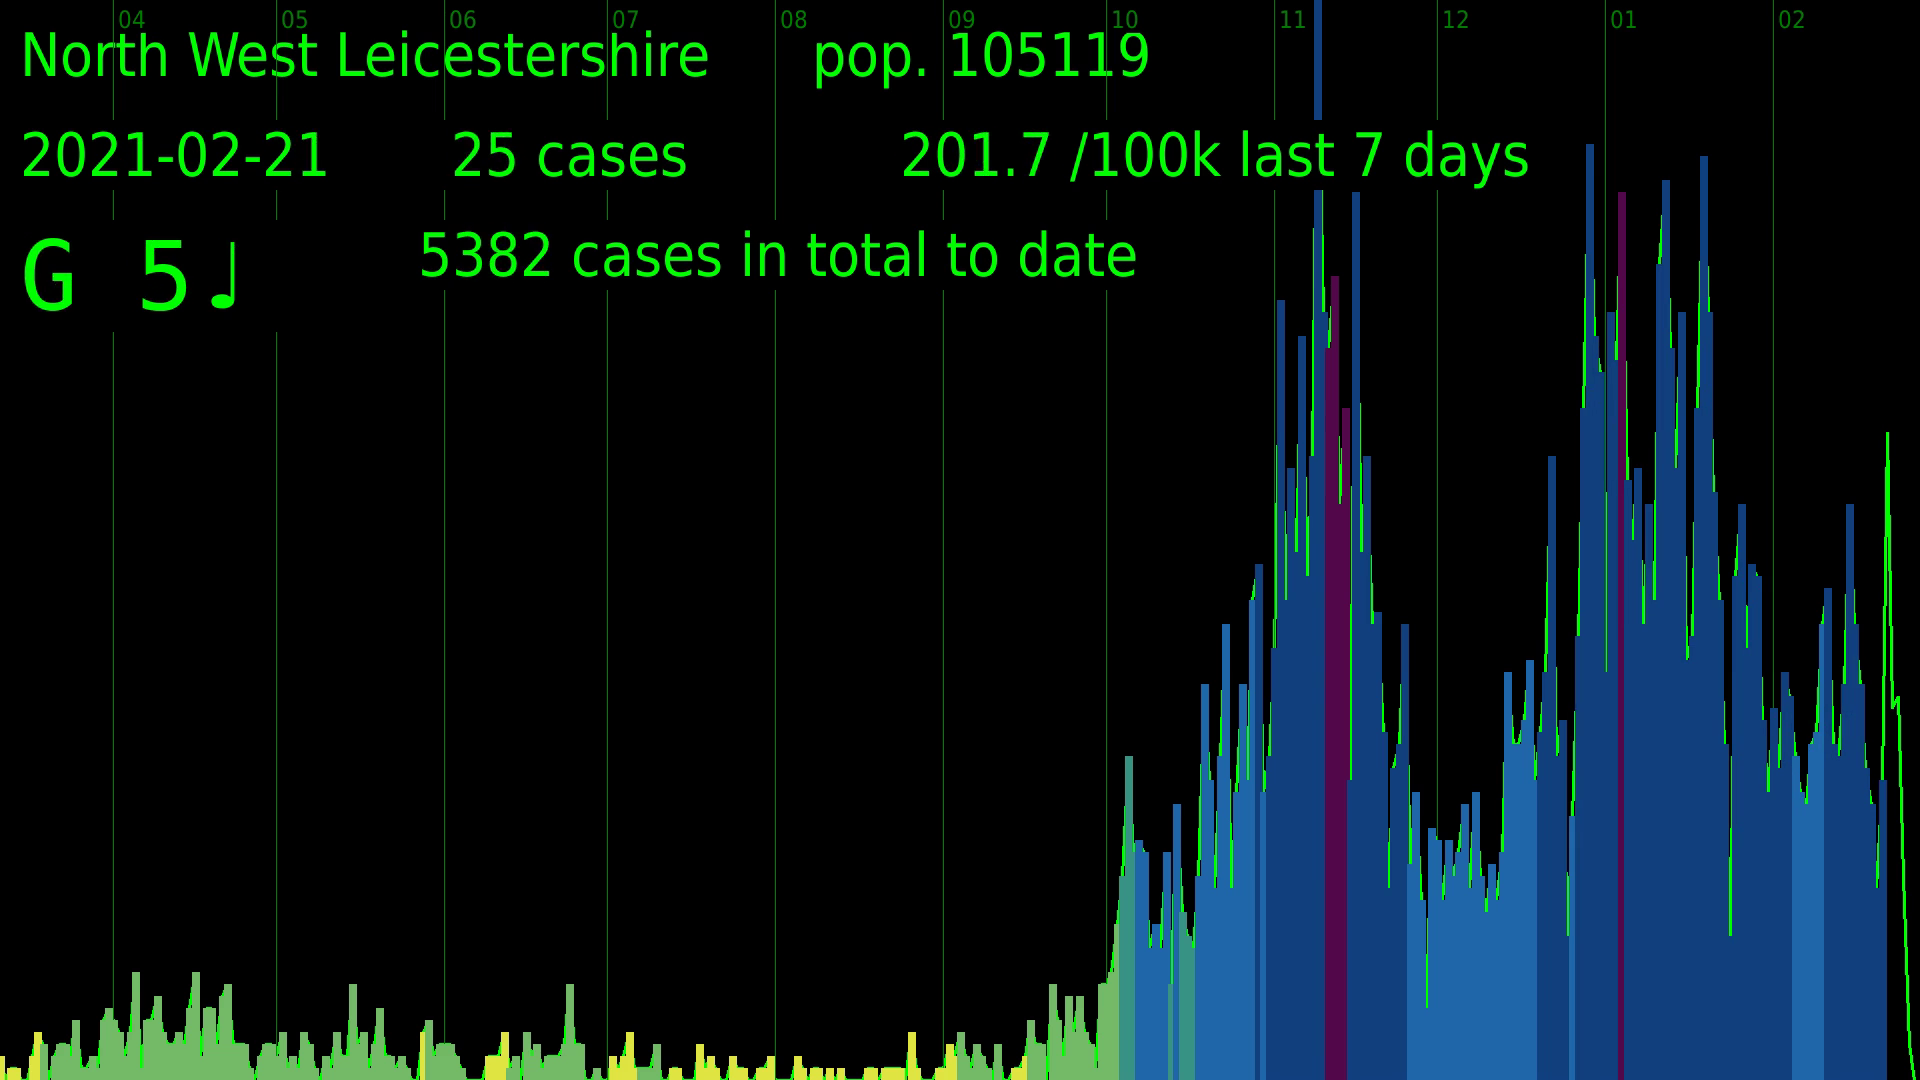 04 05 06 07 08 09 10 11 12 01 02
North West Leicestershire pop. 105119
2021-02-21 25 cases 201.7 /100k last 7 days
G 5♩ 5382 cases in total to date